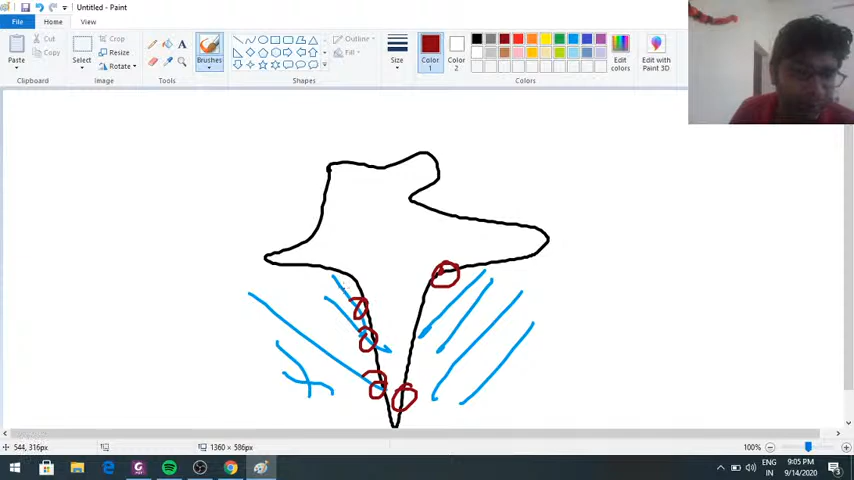 Untitled - Paint
File Home View
Paste
Cut
Copy
Clipboard
Select
Crop
Resize
Rotate
Image
A
Tools
Brushes
Outline
Fill
Shapes
Size
Color 1
Color 2
Colors
Edit colors
Edit with Paint 3D
544, 316px
1360 × 586px
100%
ENG
IN
9:05 PM
9/14/2020
3